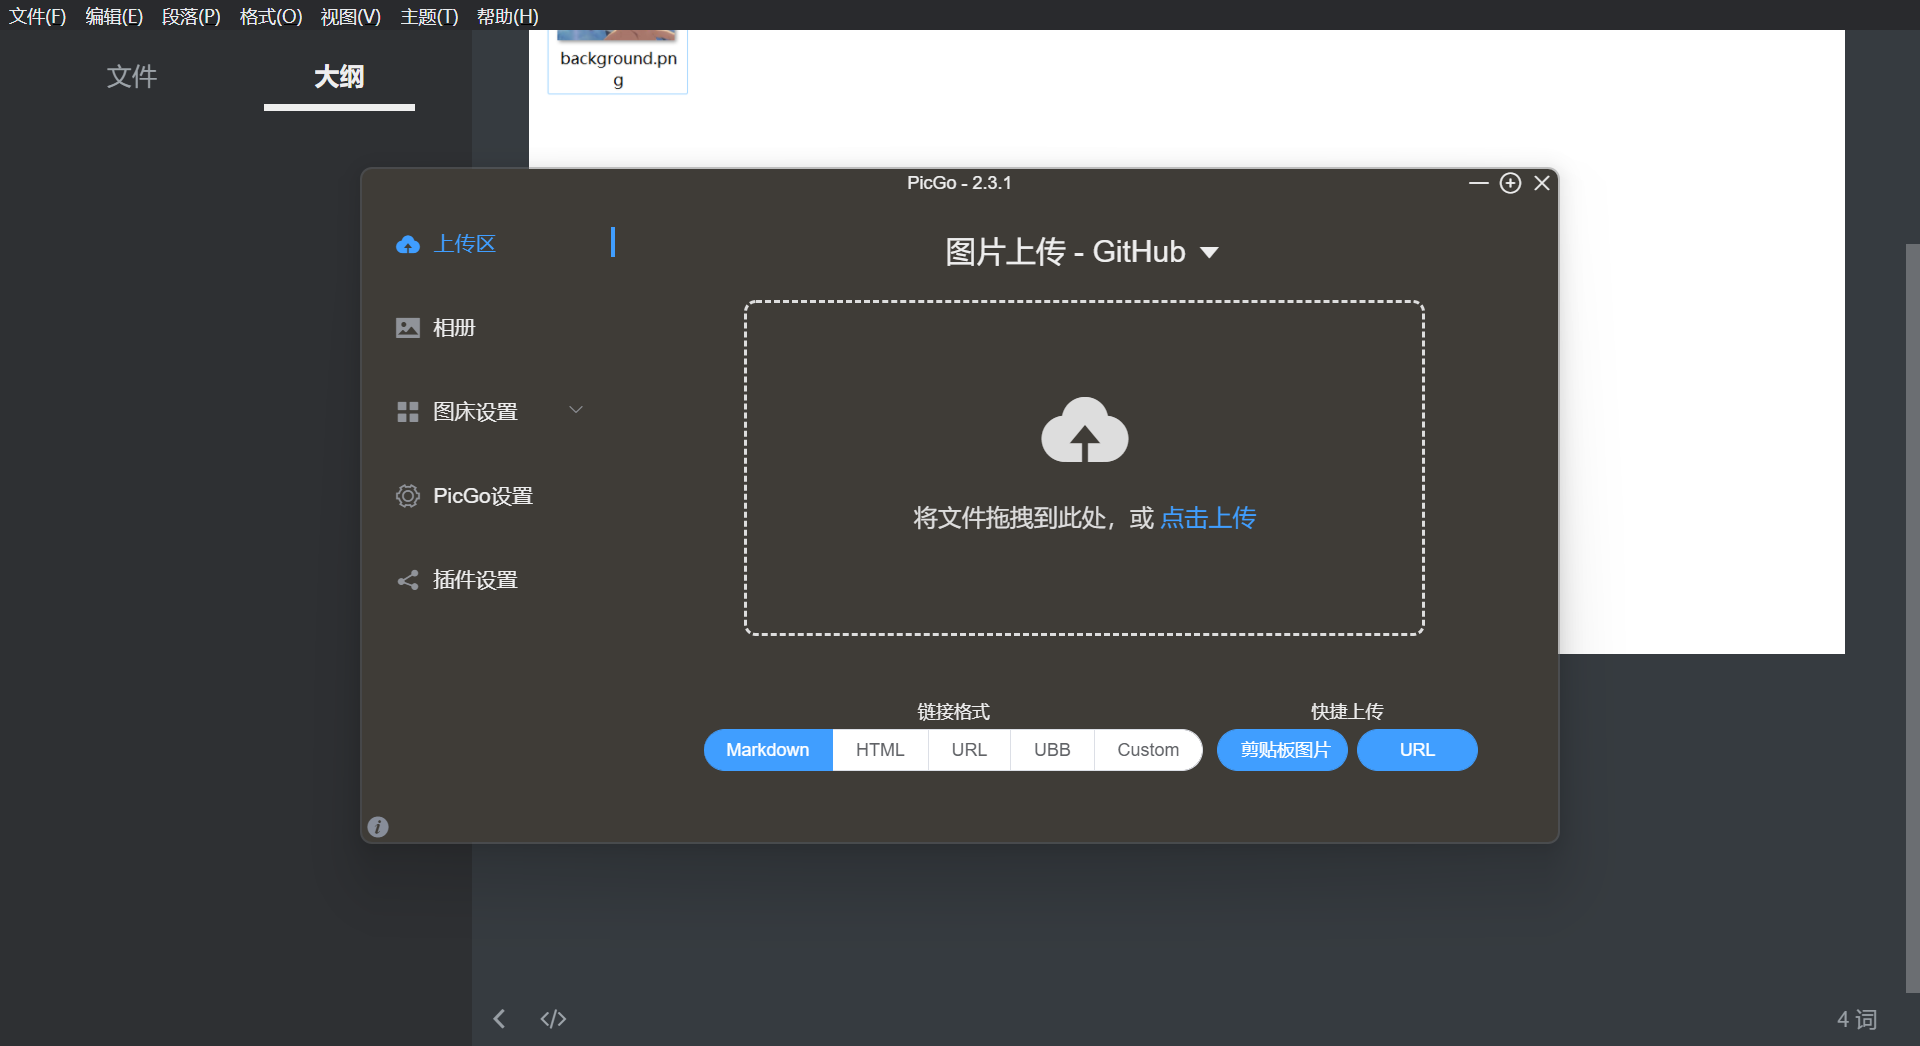 文件(F) 编辑(E) 段落(P) 格式(O) 视图(V) 主题(T) 帮助(H)
文件 大纲
background.pn
g
PicGo - 2.3.1
上传区
相册
图床设置
PicGo设置
插件设置
图片上传 - GitHub
将文件拖拽到此处，或 点击上传
链接格式
Markdown HTML URL UBB Custom
快捷上传
剪贴板图片 URL
4 词